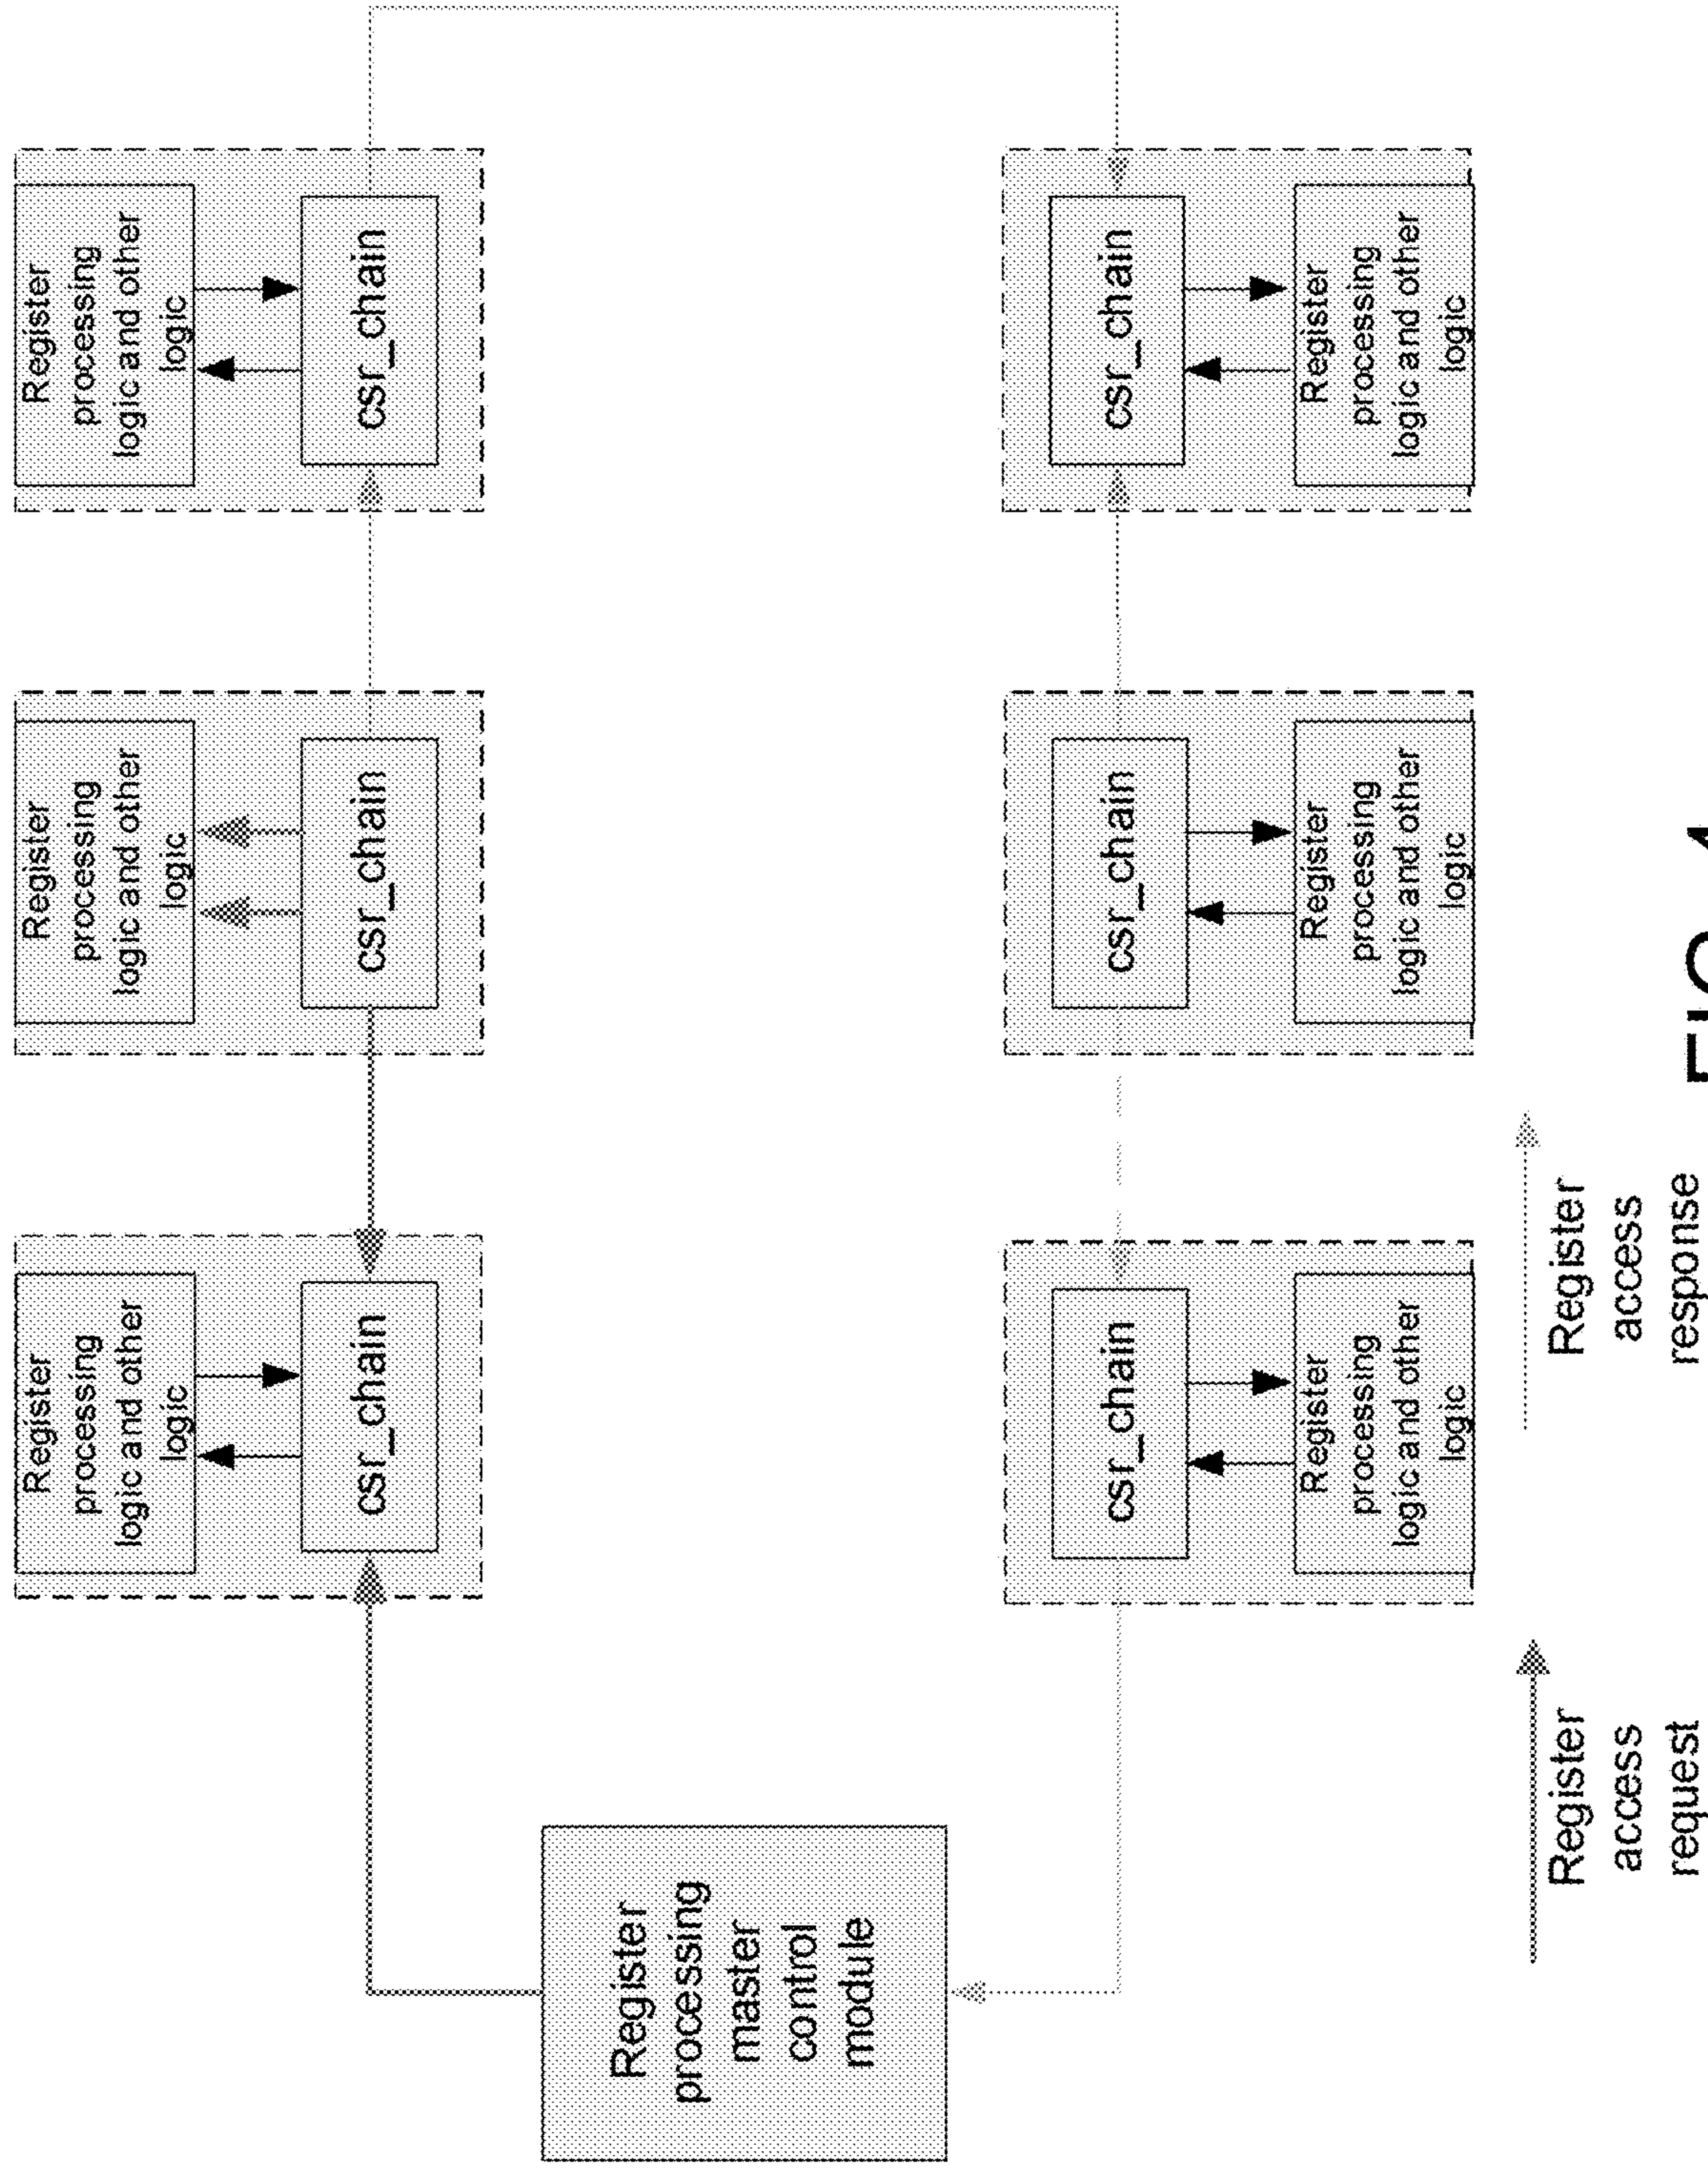 Register
processing
logic and other
logic
csr_chain
Register
processing
logic and other
logic
csr_chain
Register
processing
logic and other
logic
csr_chain
Register
processing
master
control
module
csr_chain
Register
processing
logic and other
logic
csr_chain
Register
processing
logic and other
logic
csr_chain
Register
processing
logic and other
logic
Register
access
request
Register
access
response
FIG